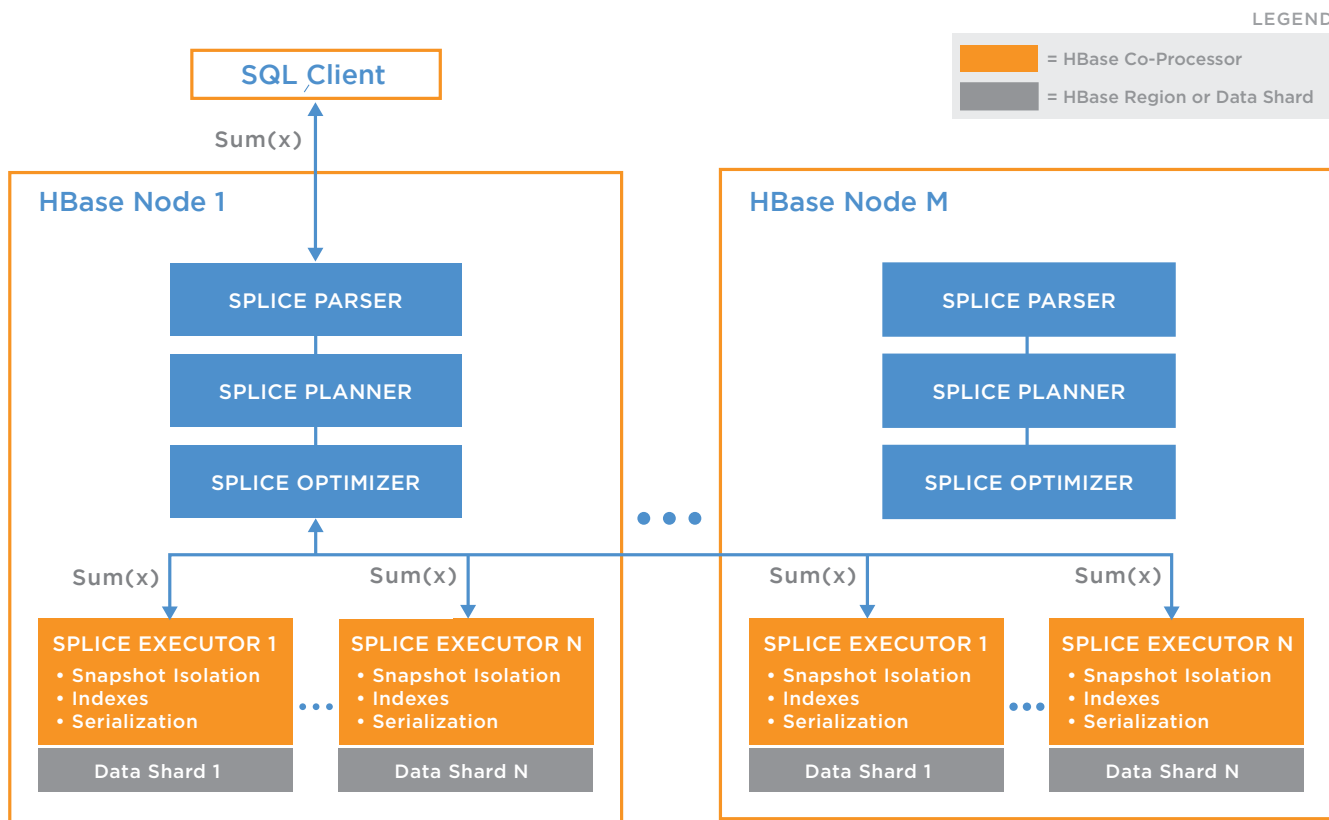 LEGEND
= HBase Co-Processor
= HBase Region or Data Shard
SQL Client
Sum(x)
HBase Node 1
SPLICE PARSER
SPLICE PLANNER
SPLICE OPTIMIZER
Sum(x)
Sum(x)
SPLICE EXECUTOR 1
• Snapshot Isolation
• Indexes
• Serialization
Data Shard 1
SPLICE EXECUTOR N
• Snapshot Isolation
• Indexes
• Serialization
Data Shard N
HBase Node M
SPLICE PARSER
SPLICE PLANNER
SPLICE OPTIMIZER
Sum(x)
Sum(x)
SPLICE EXECUTOR 1
• Snapshot Isolation
• Indexes
• Serialization
Data Shard 1
SPLICE EXECUTOR N
• Snapshot Isolation
• Indexes
• Serialization
Data Shard N